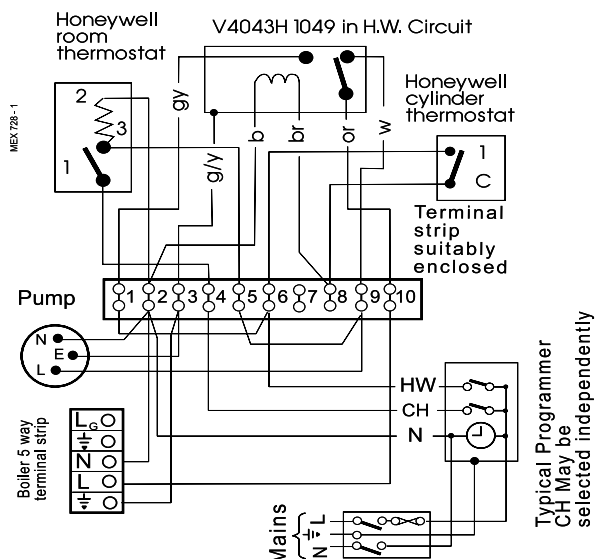 Honeywell
room
thermostat
V4043H 1049 in H.W. Circuit
Honeywell
cylinder
thermostat
MEX 728 - 1
2
3
1
gy
b
br
or
w
g/y
1
C
Terminal
strip
suitably
enclosed
1 2 3 4 5 6 7 8 9 10
Pump
N
E
L
HW
CH
N
Boiler 5 way
terminal strip
LG
N
L
Typical Programmer
CH May be
selected independently
Mains
L
N